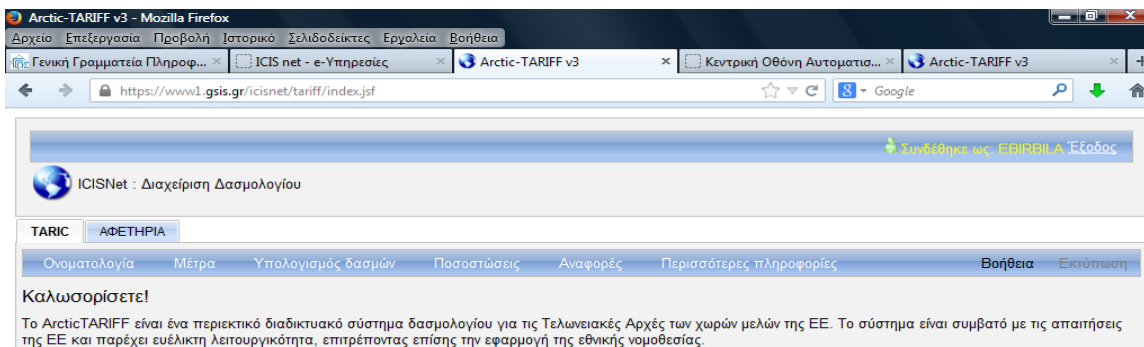 Arctic-TARIFF v3 - Mozilla Firefox
Αρχείο Επεξεργασία Προβολή Ιστορικό Σελιδοδείκτες Εργαλεία Βοήθεια
Γενική Γραμματεία Πληροφ... ICIS net - e-Υπηρεσίες Arctic-TARIFF v3 Κεντρική Οθόνη Αυτοματισ... Arctic-TARIFF v3
https://www1.gsis.gr/icisnet/tariff/index.jsf Google
Συνδέθηκε ως: EBIRBILA Έξοδος
ICISNet : Διαχείριση Δασμολογίου
TARIC ΑΦΕΤΗΡΙΑ
Ονοματολογία Μέτρα Υπολογισμός δασμών Ποσοστώσεις Αναφορές Περισσότερες πληροφορίες Βοήθεια Εκτύπωση
Καλωσορίσετε!
Το ArcticTARIFF είναι ένα περιεκτικό διαδικτυακό σύστημα δασμολογίου για τις Τελωνειακές Αρχές των χωρών μελών της ΕΕ. Το σύστημα είναι συμβατό με τις απαιτήσεις
της ΕΕ και παρέχει ευέλικτη λειτουργικότητα, επιτρέποντας επίσης την εφαρμογή της εθνικής νομοθεσίας.